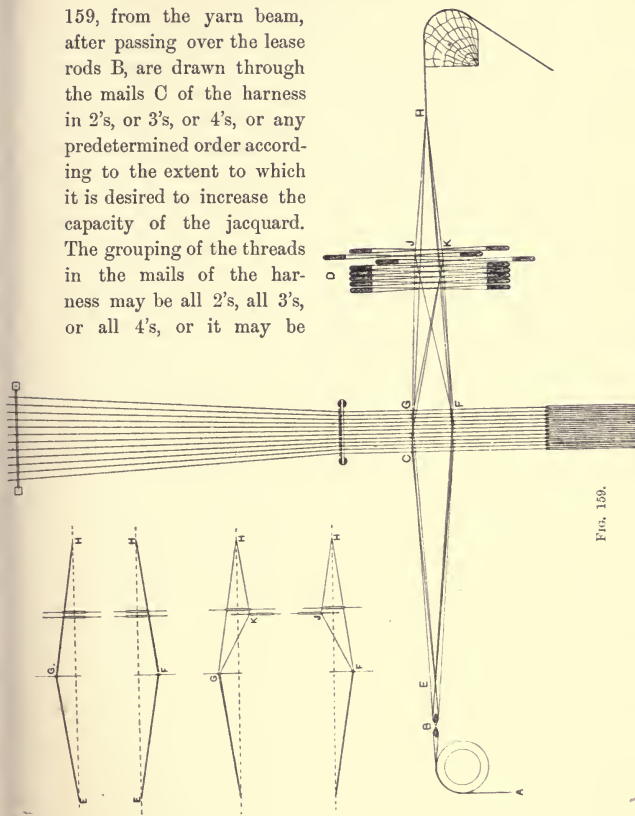 159, from the yarn beam,
after passing over the lease
rods B, are drawn through
the mails C of the harness
in 2's, or 3's, or 4's, or any
predetermined order accord-
ing to the extent to which
it is desired to increase the
capacity of the jacquard.
The grouping of the threads
in the mails of the har-
ness may be all 2's, all 3's,
or all 4's, or it may be
H
J
K
D
G
F
C
E
B
A
G.
H
E
H
F
E
H
G
K
H
J
F
Fig. 159.